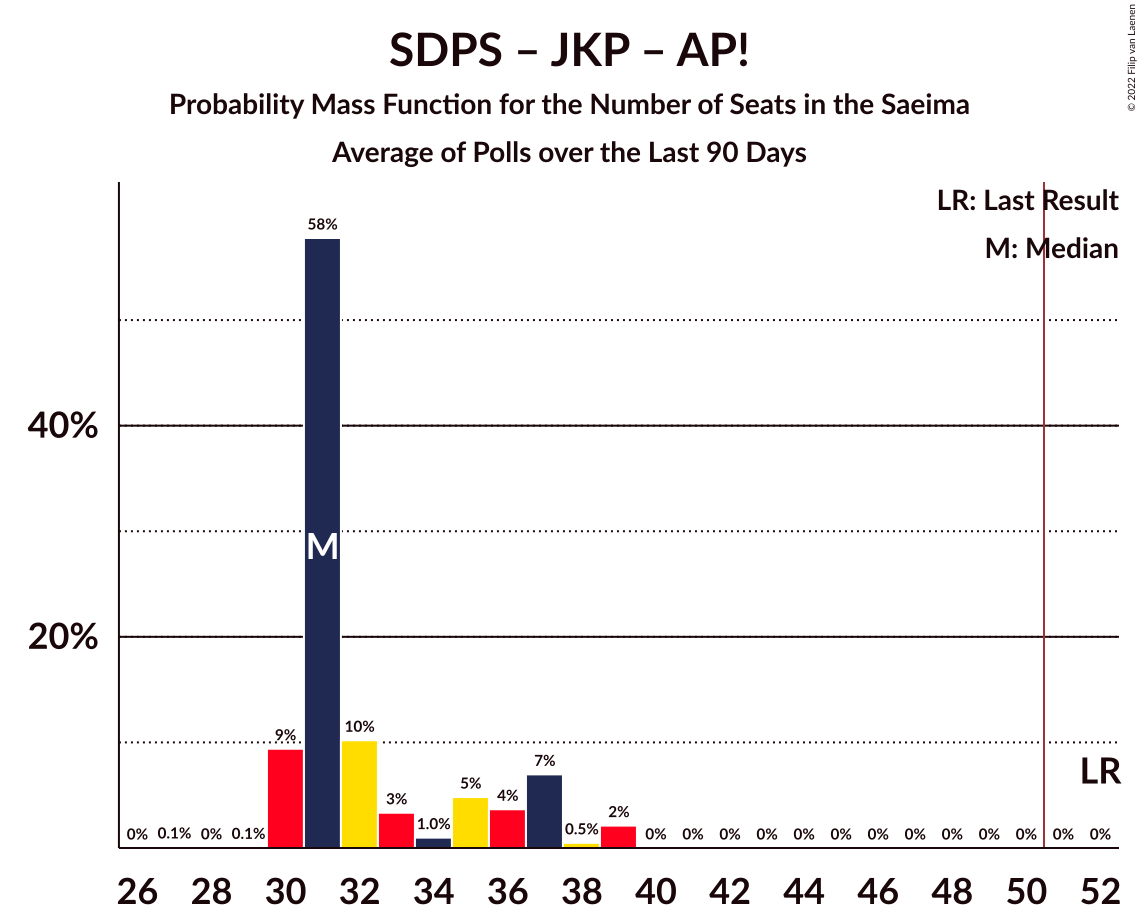 SDPS – JKP – AP!
Probability Mass Function for the Number of Seats in the Saeima
Average of Polls over the Last 90 Days
© 2022 Filip van Laenen
LR: Last Result
M: Median
58%
40%
M
20%
9% 10% 3% 1.0% 5% 4% 7% 0.5% 2%
LR
0% 0.1% 0% 0.1% 0% 0% 0% 0% 0% 0% 0% 0% 0% 0% 0% 0% 0%
26 28 30 32 34 36 38 40 42 44 46 48 50 52